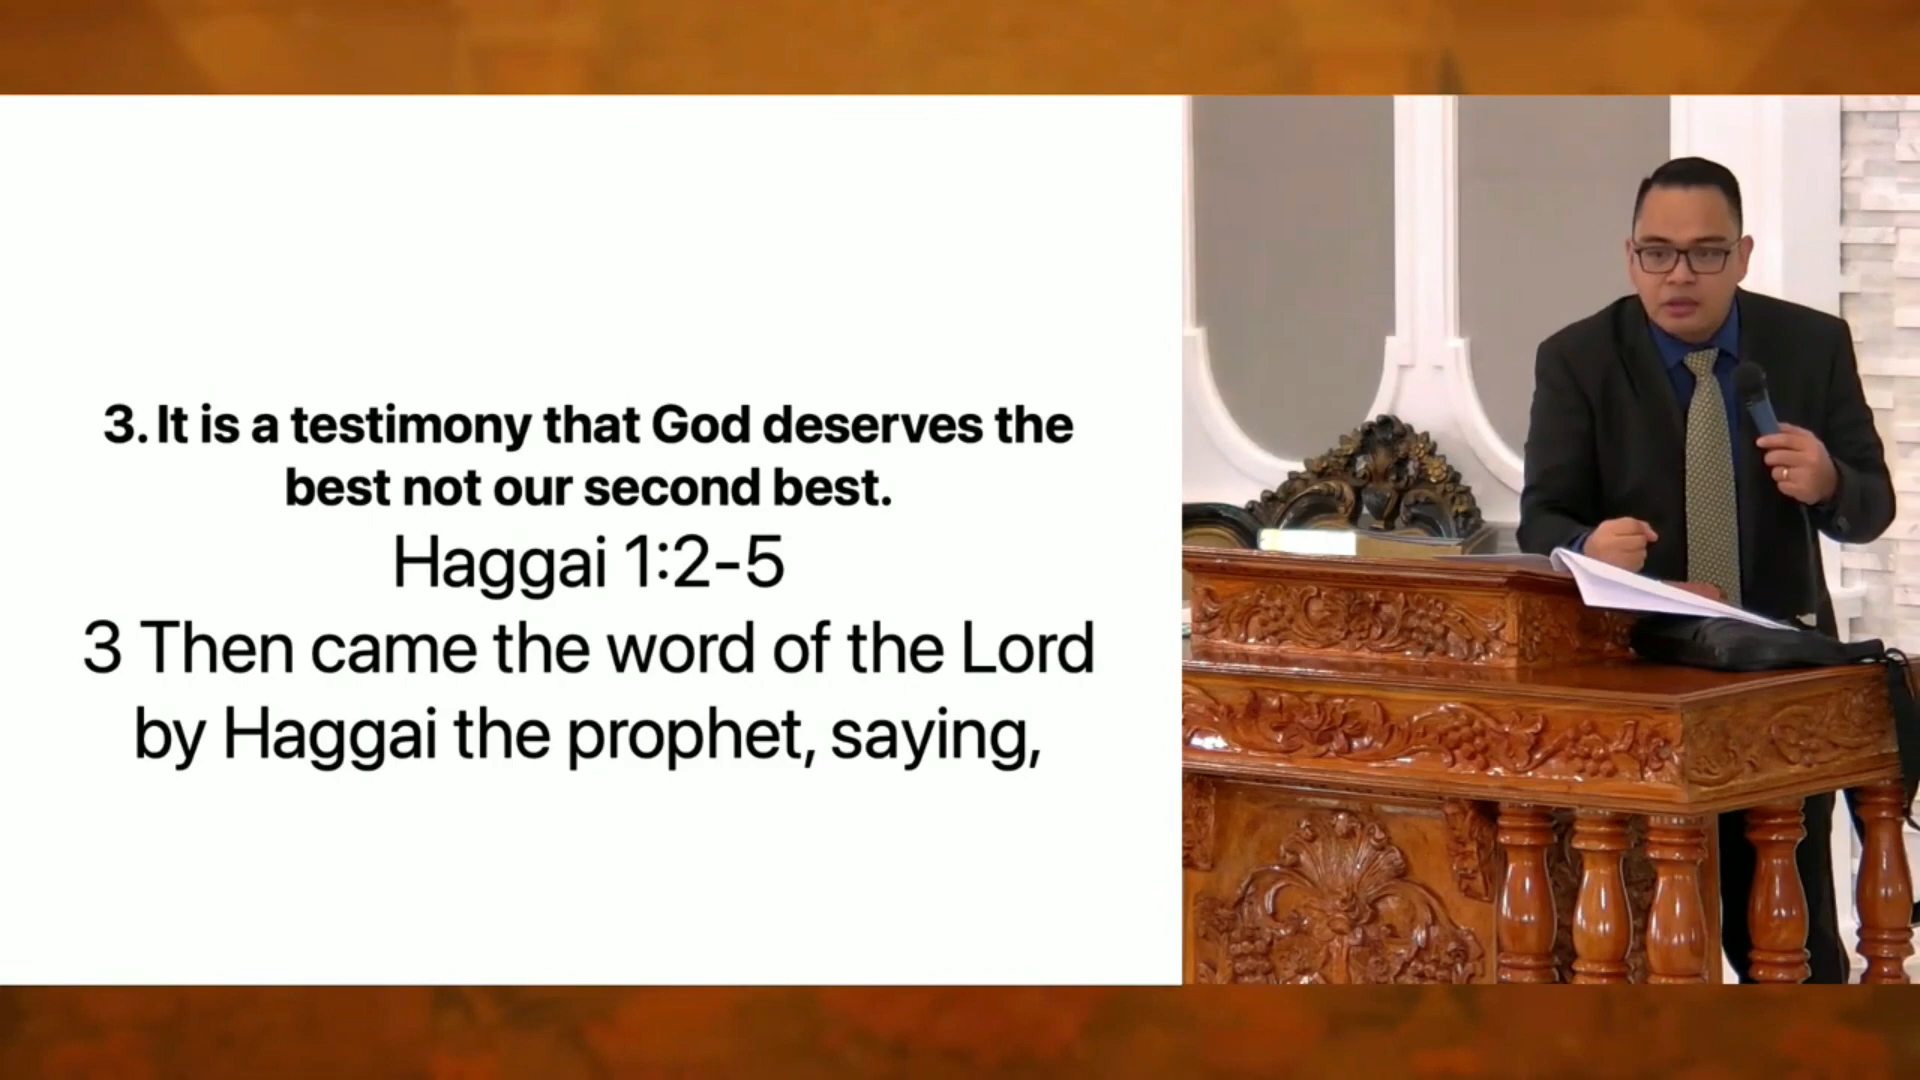 3. It is a testimony that God deserves the
best not our second best.
Haggai 1:2-5
3 Then came the word of the Lord
by Haggai the prophet, saying,